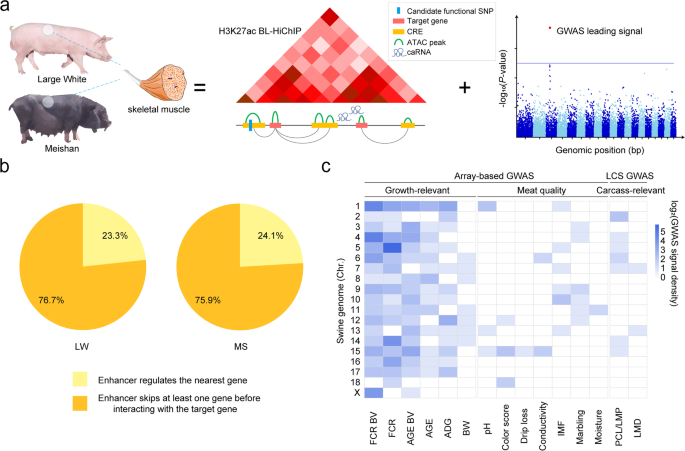 a
H3K27ac BL-HiChIP
Candidate functional SNP
Target gene
CRE
ATAC peak
caRNA
GWAS leading signal
Large White
skeletal muscle
=
+
-log₁₀(P-value)
Meishan
Genomic position (bp)
b
23.3%
76.7%
LW
24.1%
75.9%
MS
Enhancer regulates the nearest gene
Enhancer skips at least one gene before
interacting with the target gene
c
Array-based GWAS
LCS GWAS
Growth-relevant
Meat quality
Carcass-relevant
Swine genome (Chr.)
1
2
3
4
5
6
7
8
9
10
11
12
13
14
15
16
17
18
X
FCR BV
FCR
AGE BV
AGE
ADG
BW
pH
Color score
Drip loss
Conductivity
IMF
Marbling
Moisture
PCL/LMP
LMD
5
4
3
2
1
0
log₂(GWAS signal density)